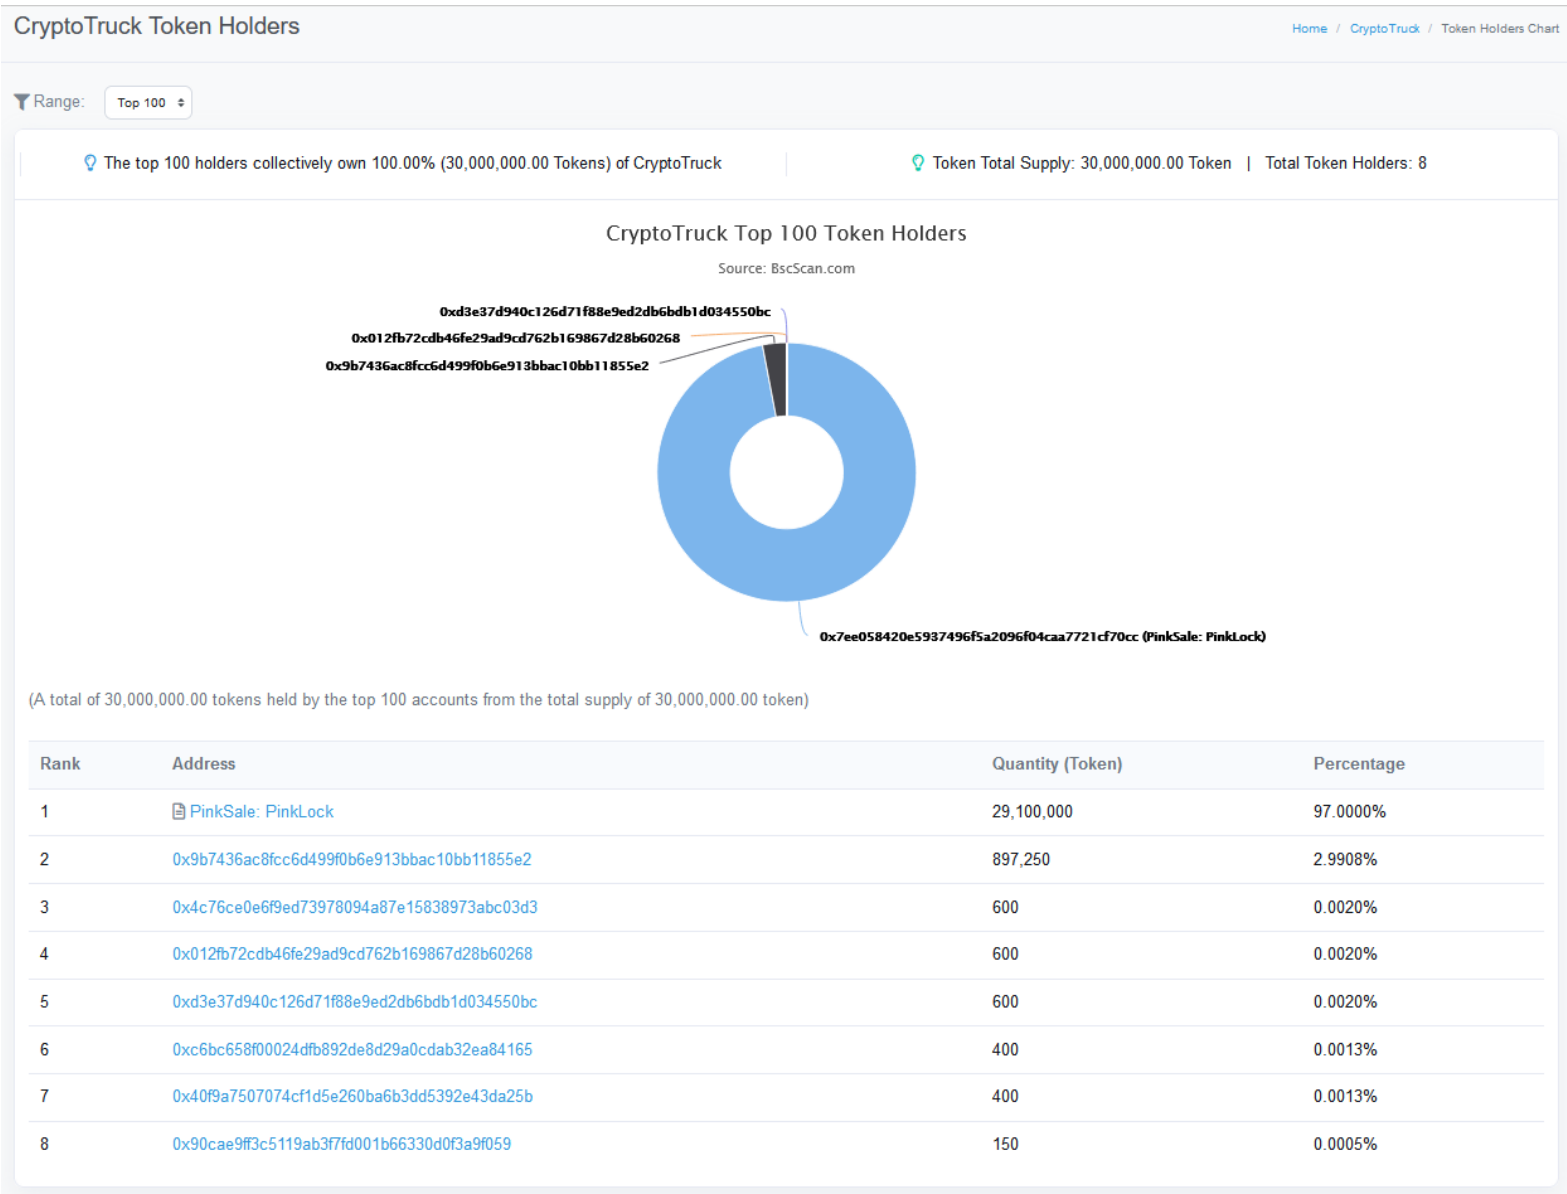 CryptoTruck Token Holders
Home / CryptoTruck / Token Holders Chart
Range: Top 100
The top 100 holders collectively own 100.00% (30,000,000.00 Tokens) of CryptoTruck
Token Total Supply: 30,000,000.00 Token | Total Token Holders: 8
CryptoTruck Top 100 Token Holders
Source: BscScan.com
0xd3e37d940c126d71f88e9ed2db6bdb1d034550bc
0x012fb72cdb46fe29ad9cd762b169867d28b60268
0x9b7436ac8fcc6d499f0b6e913bbac10bb11855e2
0x7ee058420e5937496f5a2096f04caa7721cf70cc (PinkSale: PinkLock)
(A total of 30,000,000.00 tokens held by the top 100 accounts from the total supply of 30,000,000.00 token)
Rank Address Quantity (Token) Percentage
1 PinkSale: PinkLock 29,100,000 97.0000%
2 0x9b7436ac8fcc6d499f0b6e913bbac10bb11855e2 897,250 2.9908%
3 0x4c76ce0e6f9ed73978094a87e15838973abc03d3 600 0.0020%
4 0x012fb72cdb46fe29ad9cd762b169867d28b60268 600 0.0020%
5 0xd3e37d940c126d71f88e9ed2db6bdb1d034550bc 600 0.0020%
6 0xc6bc658f00024dfb892de8d29a0cdab32ea84165 400 0.0013%
7 0x40f9a7507074cf1d5e260ba6b3dd5392e43da25b 400 0.0013%
8 0x90cae9ff3c5119ab3f7fd001b66330d0f3a9f059 150 0.0005%